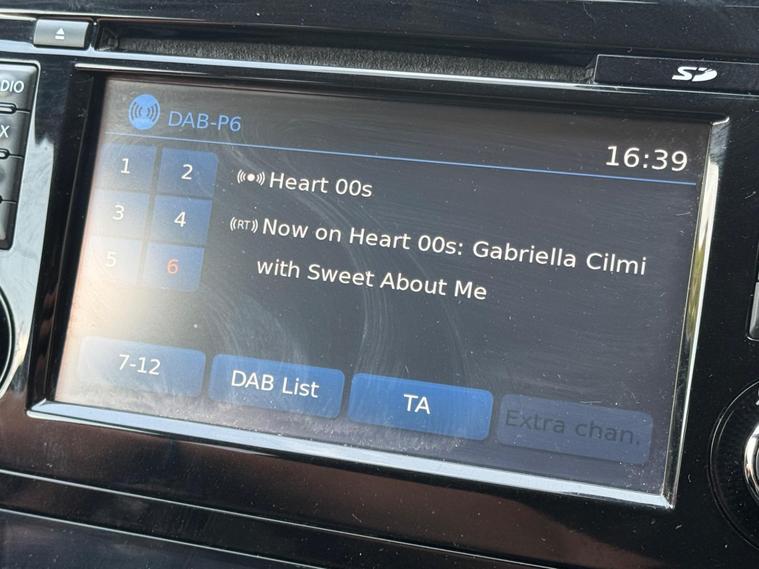 SD
DIO
X
DAB-P6
16:39
1 2
3 4
5 6
Heart 00s
(RT) Now on Heart 00s: Gabriella Cilmi
with Sweet About Me
7-12
DAB List
TA
Extra chan.